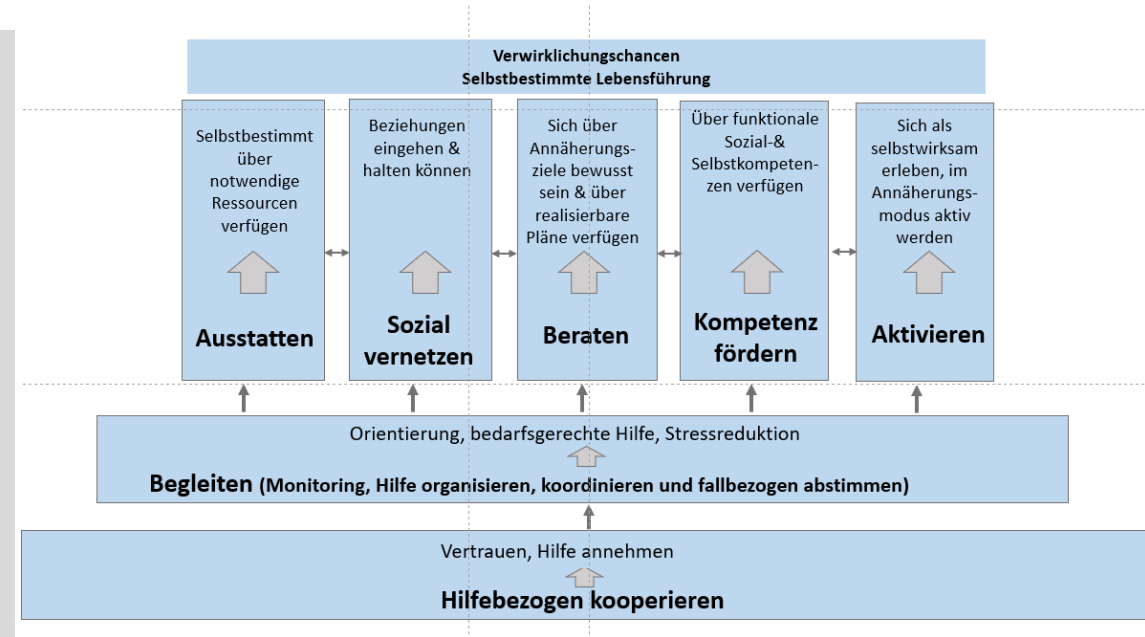 Verwirklichungschancen
Selbstbestimmte Lebensführung
Selbstbestimmt
über
notwendige
Ressourcen
verfügen
Ausstatten
Beziehungen
eingehen &
halten können
Sozial
vernetzen
Sich über
Annäherungs-
ziele bewusst
sein & über
realisierbare
Pläne verfügen
Beraten
Über funktionale
Sozial-&
Selbstkompeten-
zen verfügen
Kompetenz
fördern
Sich als
selbstwirksam
erleben, im
Annäherungs-
modus aktiv
werden
Aktivieren
Orientierung, bedarfsgerechte Hilfe, Stressreduktion
Begleiten (Monitoring, Hilfe organisieren, koordinieren und fallbezogen abstimmen)
Vertrauen, Hilfe annehmen
Hilfebezogen kooperieren